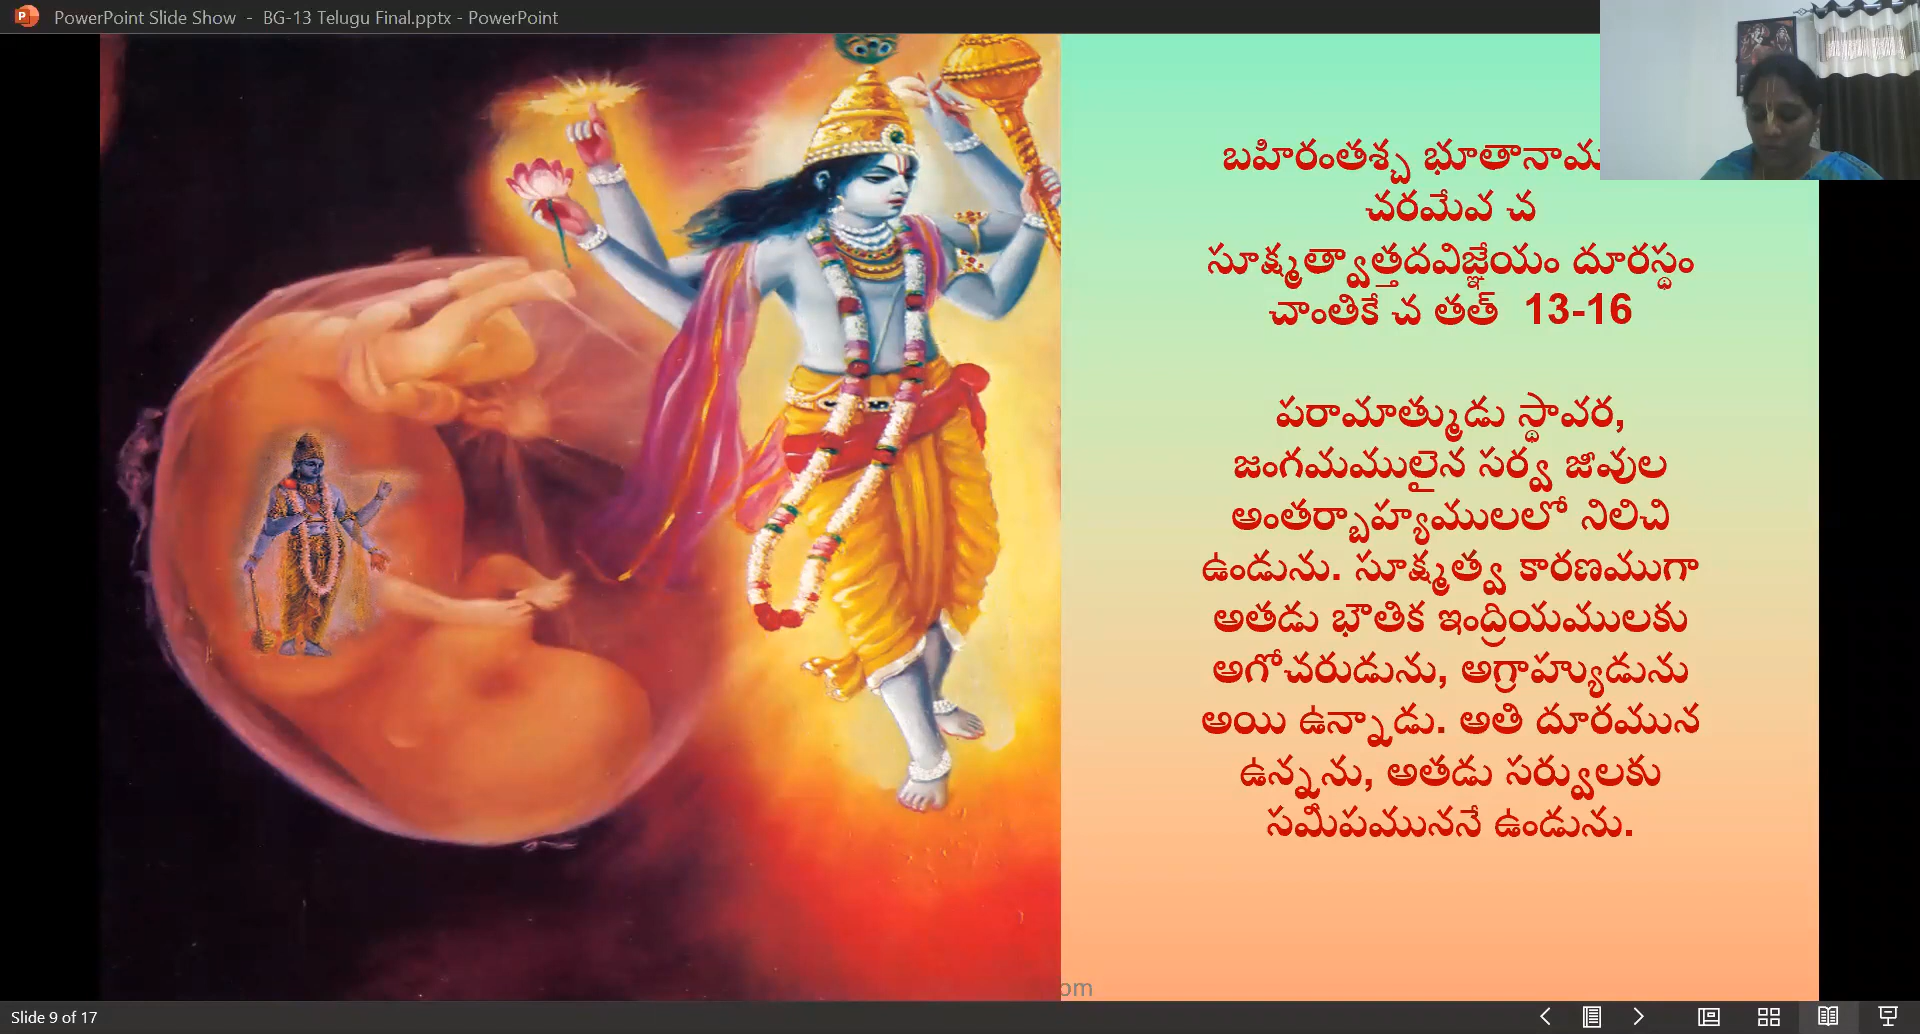 PowerPoint Slide Show - BG-13 Telugu Final.pptx - PowerPoint
బహిరంతశ్చ భూతానామ
చరమేవ చ
సూక్ష్మత్వాత్తదవిజ్ఞేయం దూరస్థం
చాంతికే చ తత్ 13-16
పరామాత్ముడు స్థావర,
జంగమములైన సర్వ జీవుల
అంతర్బాహ్యములలో నిలిచి
ఉండును. సూక్ష్మత్వ కారణముగా
అతడు భౌతిక ఇంద్రియములకు
అగోచరుడును, అగ్రాహ్యుడును
అయి ఉన్నాడు. అతి దూరమున
ఉన్నను, అతడు సర్వులకు
సమీపముననే ఉండును.
om
Slide 9 of 17